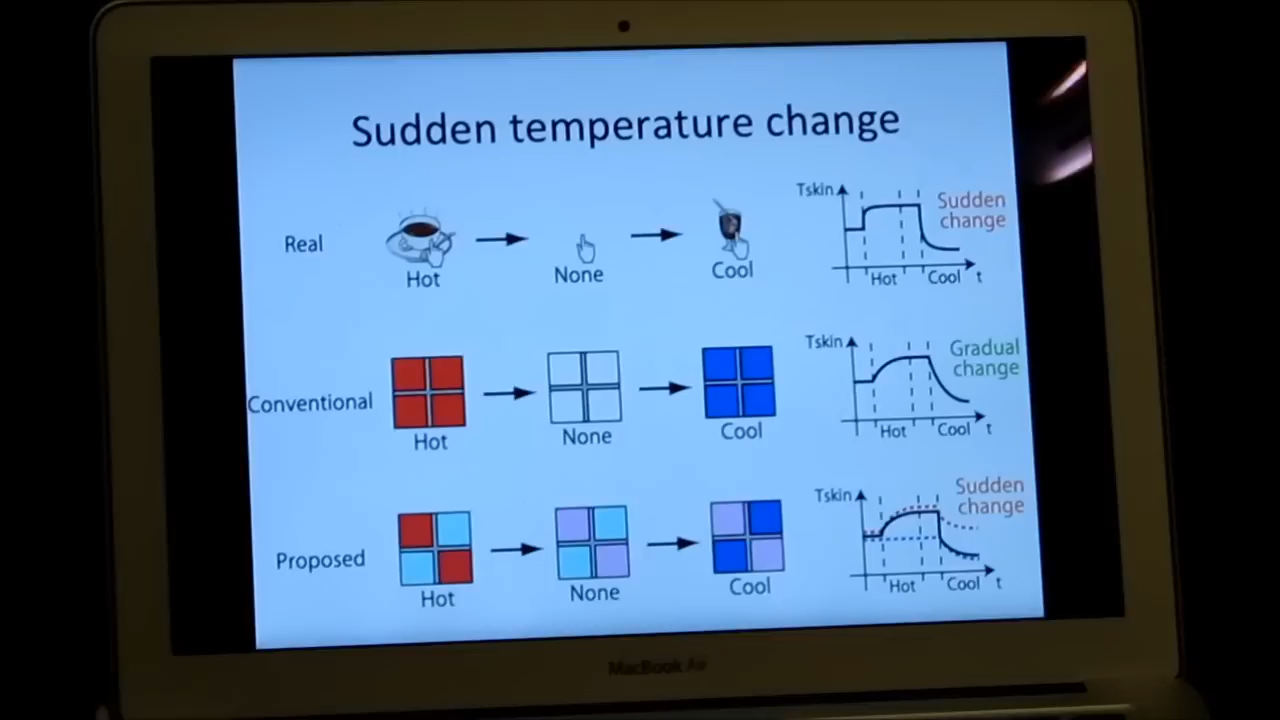 Sudden temperature change
Real
Hot
None
Cool
Tskin
Sudden
change
Hot
Cool
t
Conventional
Hot
None
Cool
Tskin
Gradual
change
Hot
Cool
t
Proposed
Hot
None
Cool
Tskin
Sudden
change
Hot
Cool
t
MacBook Air